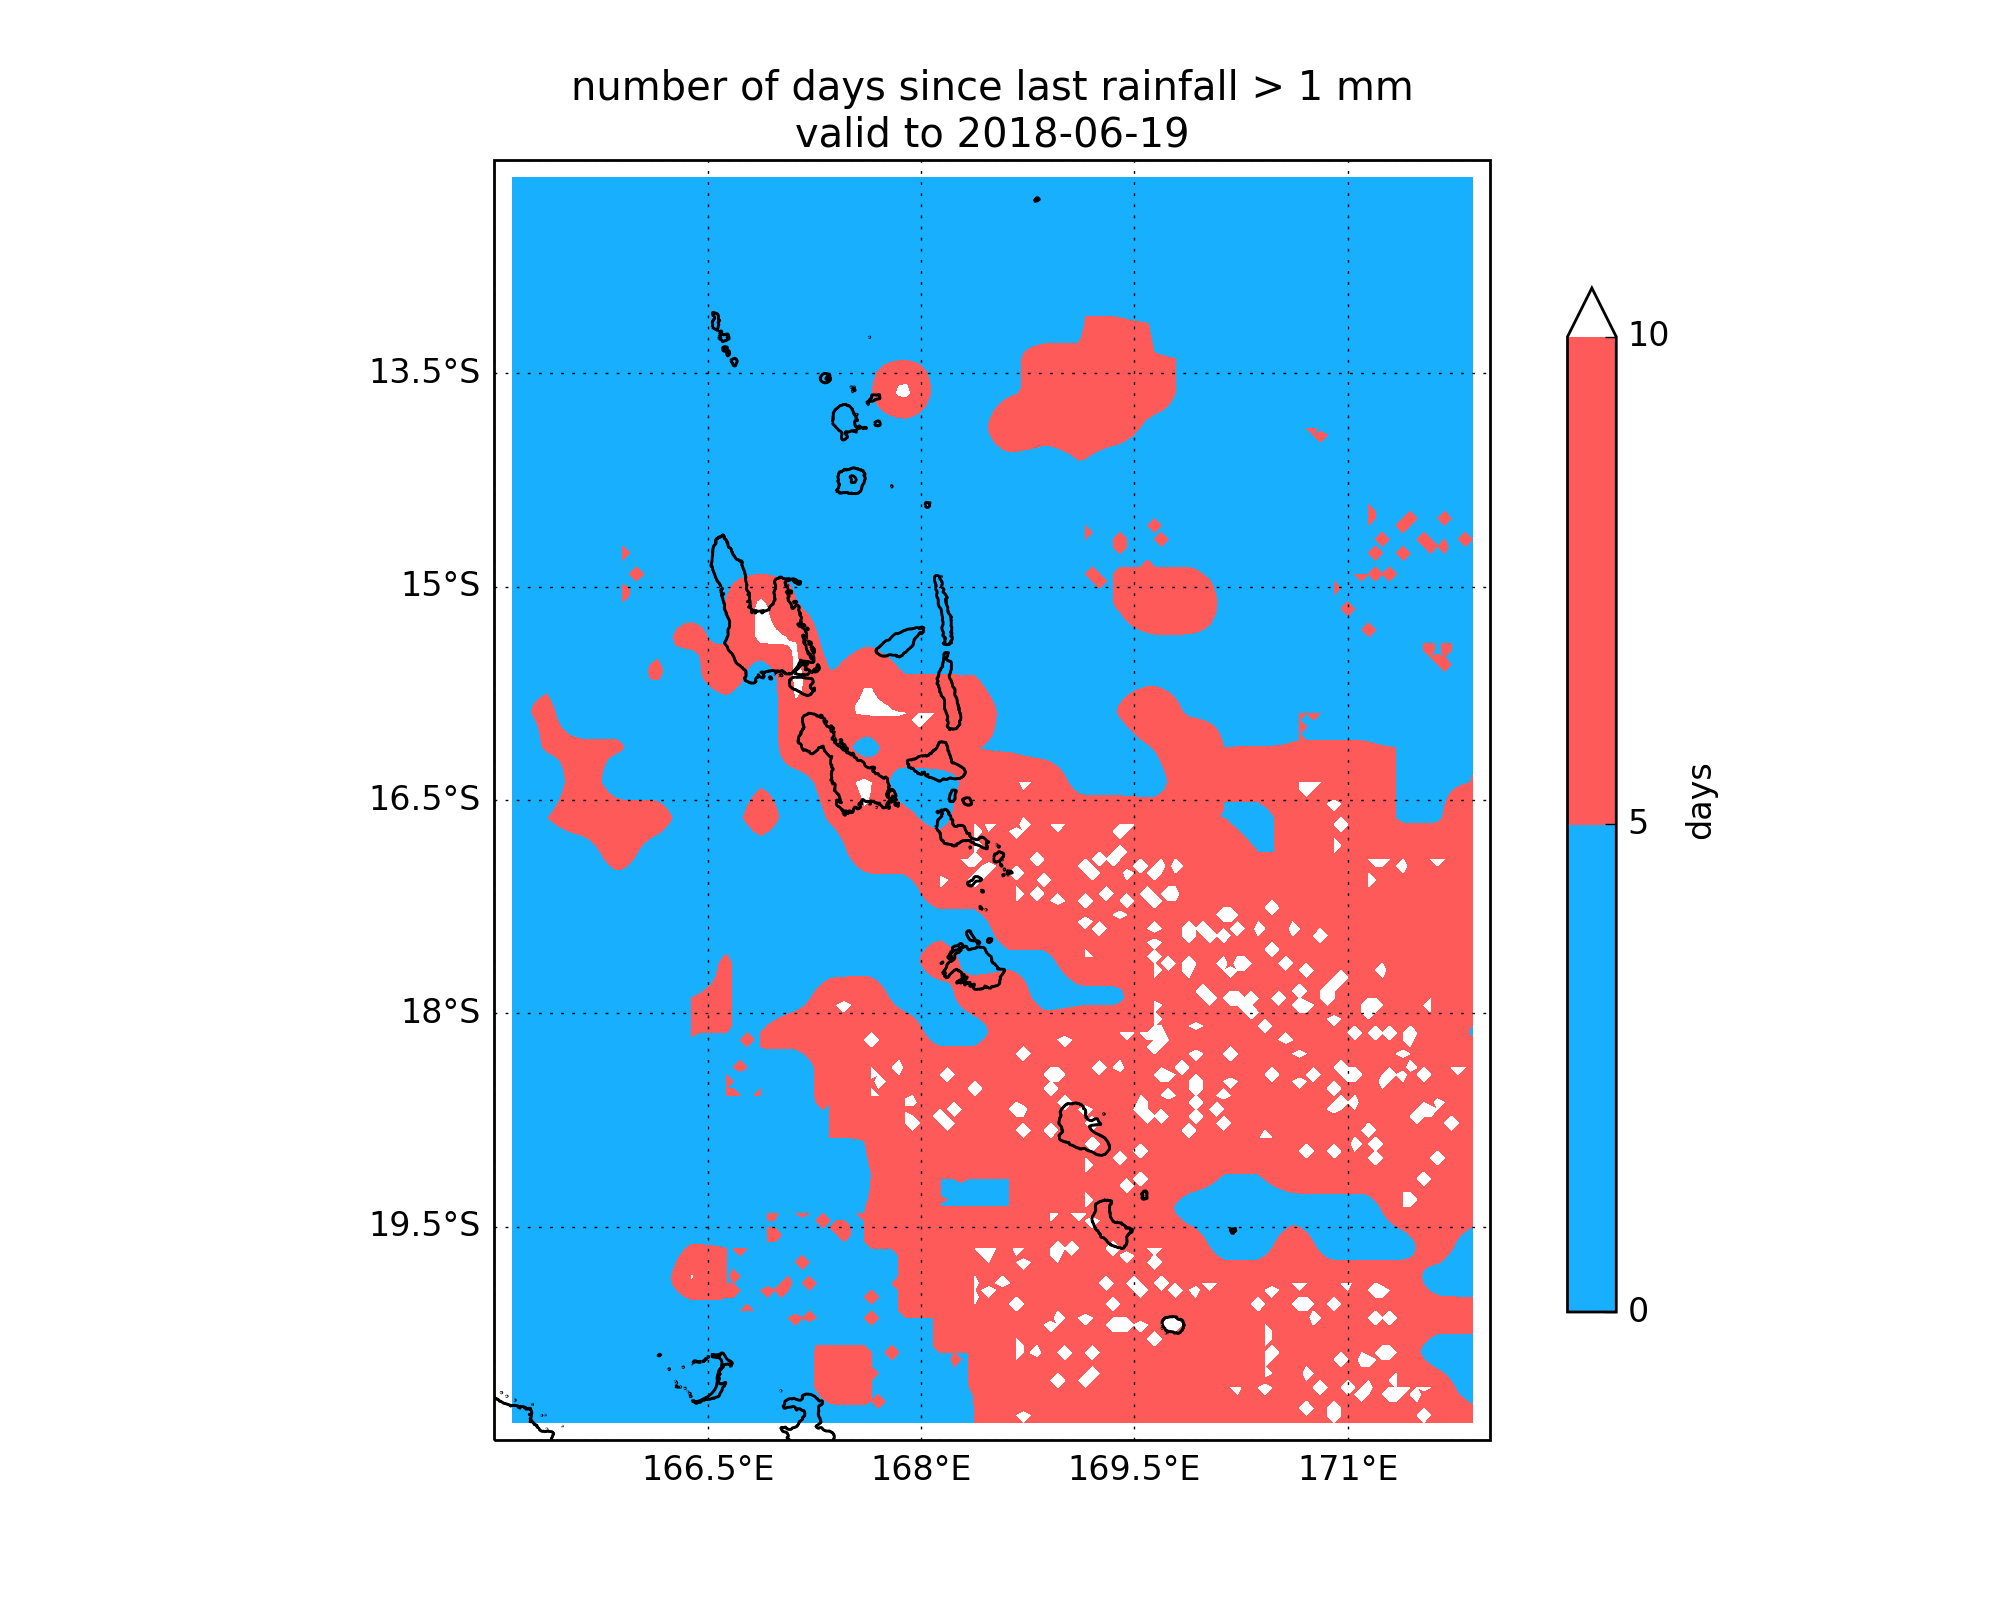 number of days since last rainfall > 1 mm
valid to 2018-06-19
13.5°S
15°S
16.5°S
18°S
19.5°S
166.5°E
168°E
169.5°E
171°E
10
5
0
days